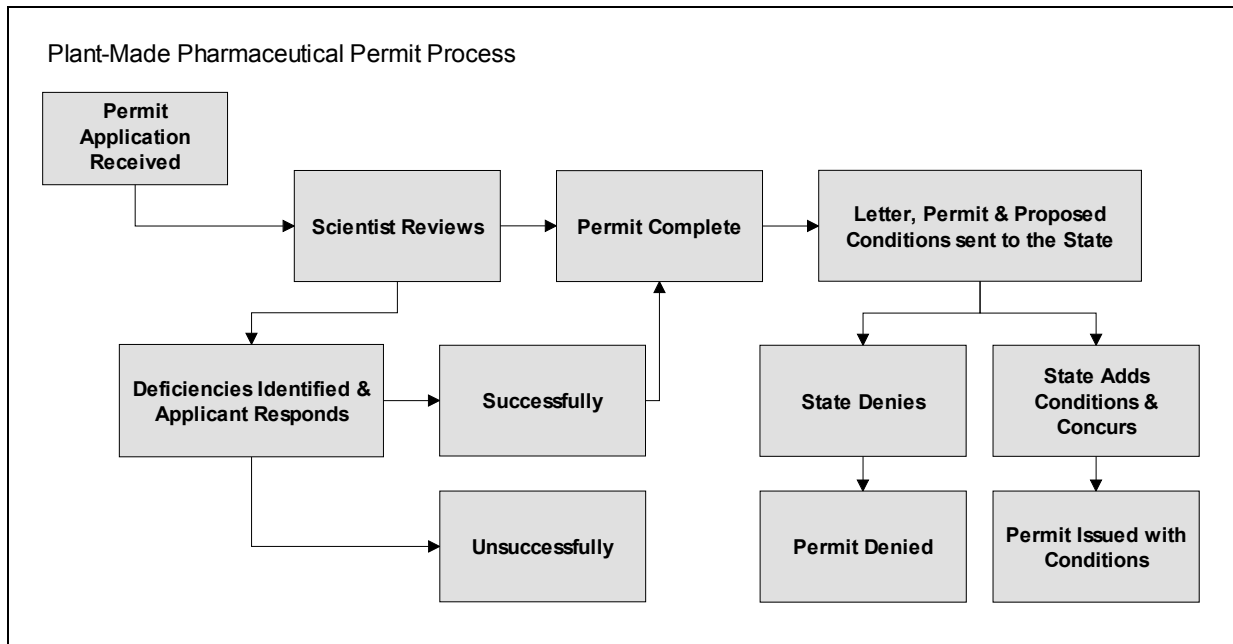 Plant-Made Pharmaceutical Permit Process
Permit
Application
Received
Scientist Reviews
Permit Complete
Letter, Permit & Proposed
Conditions sent to the State
Deficiencies Identified &
Applicant Responds
Successfully
State Denies
State Adds
Conditions &
Concurs
Unsuccessfully
Permit Denied
Permit Issued with
Conditions